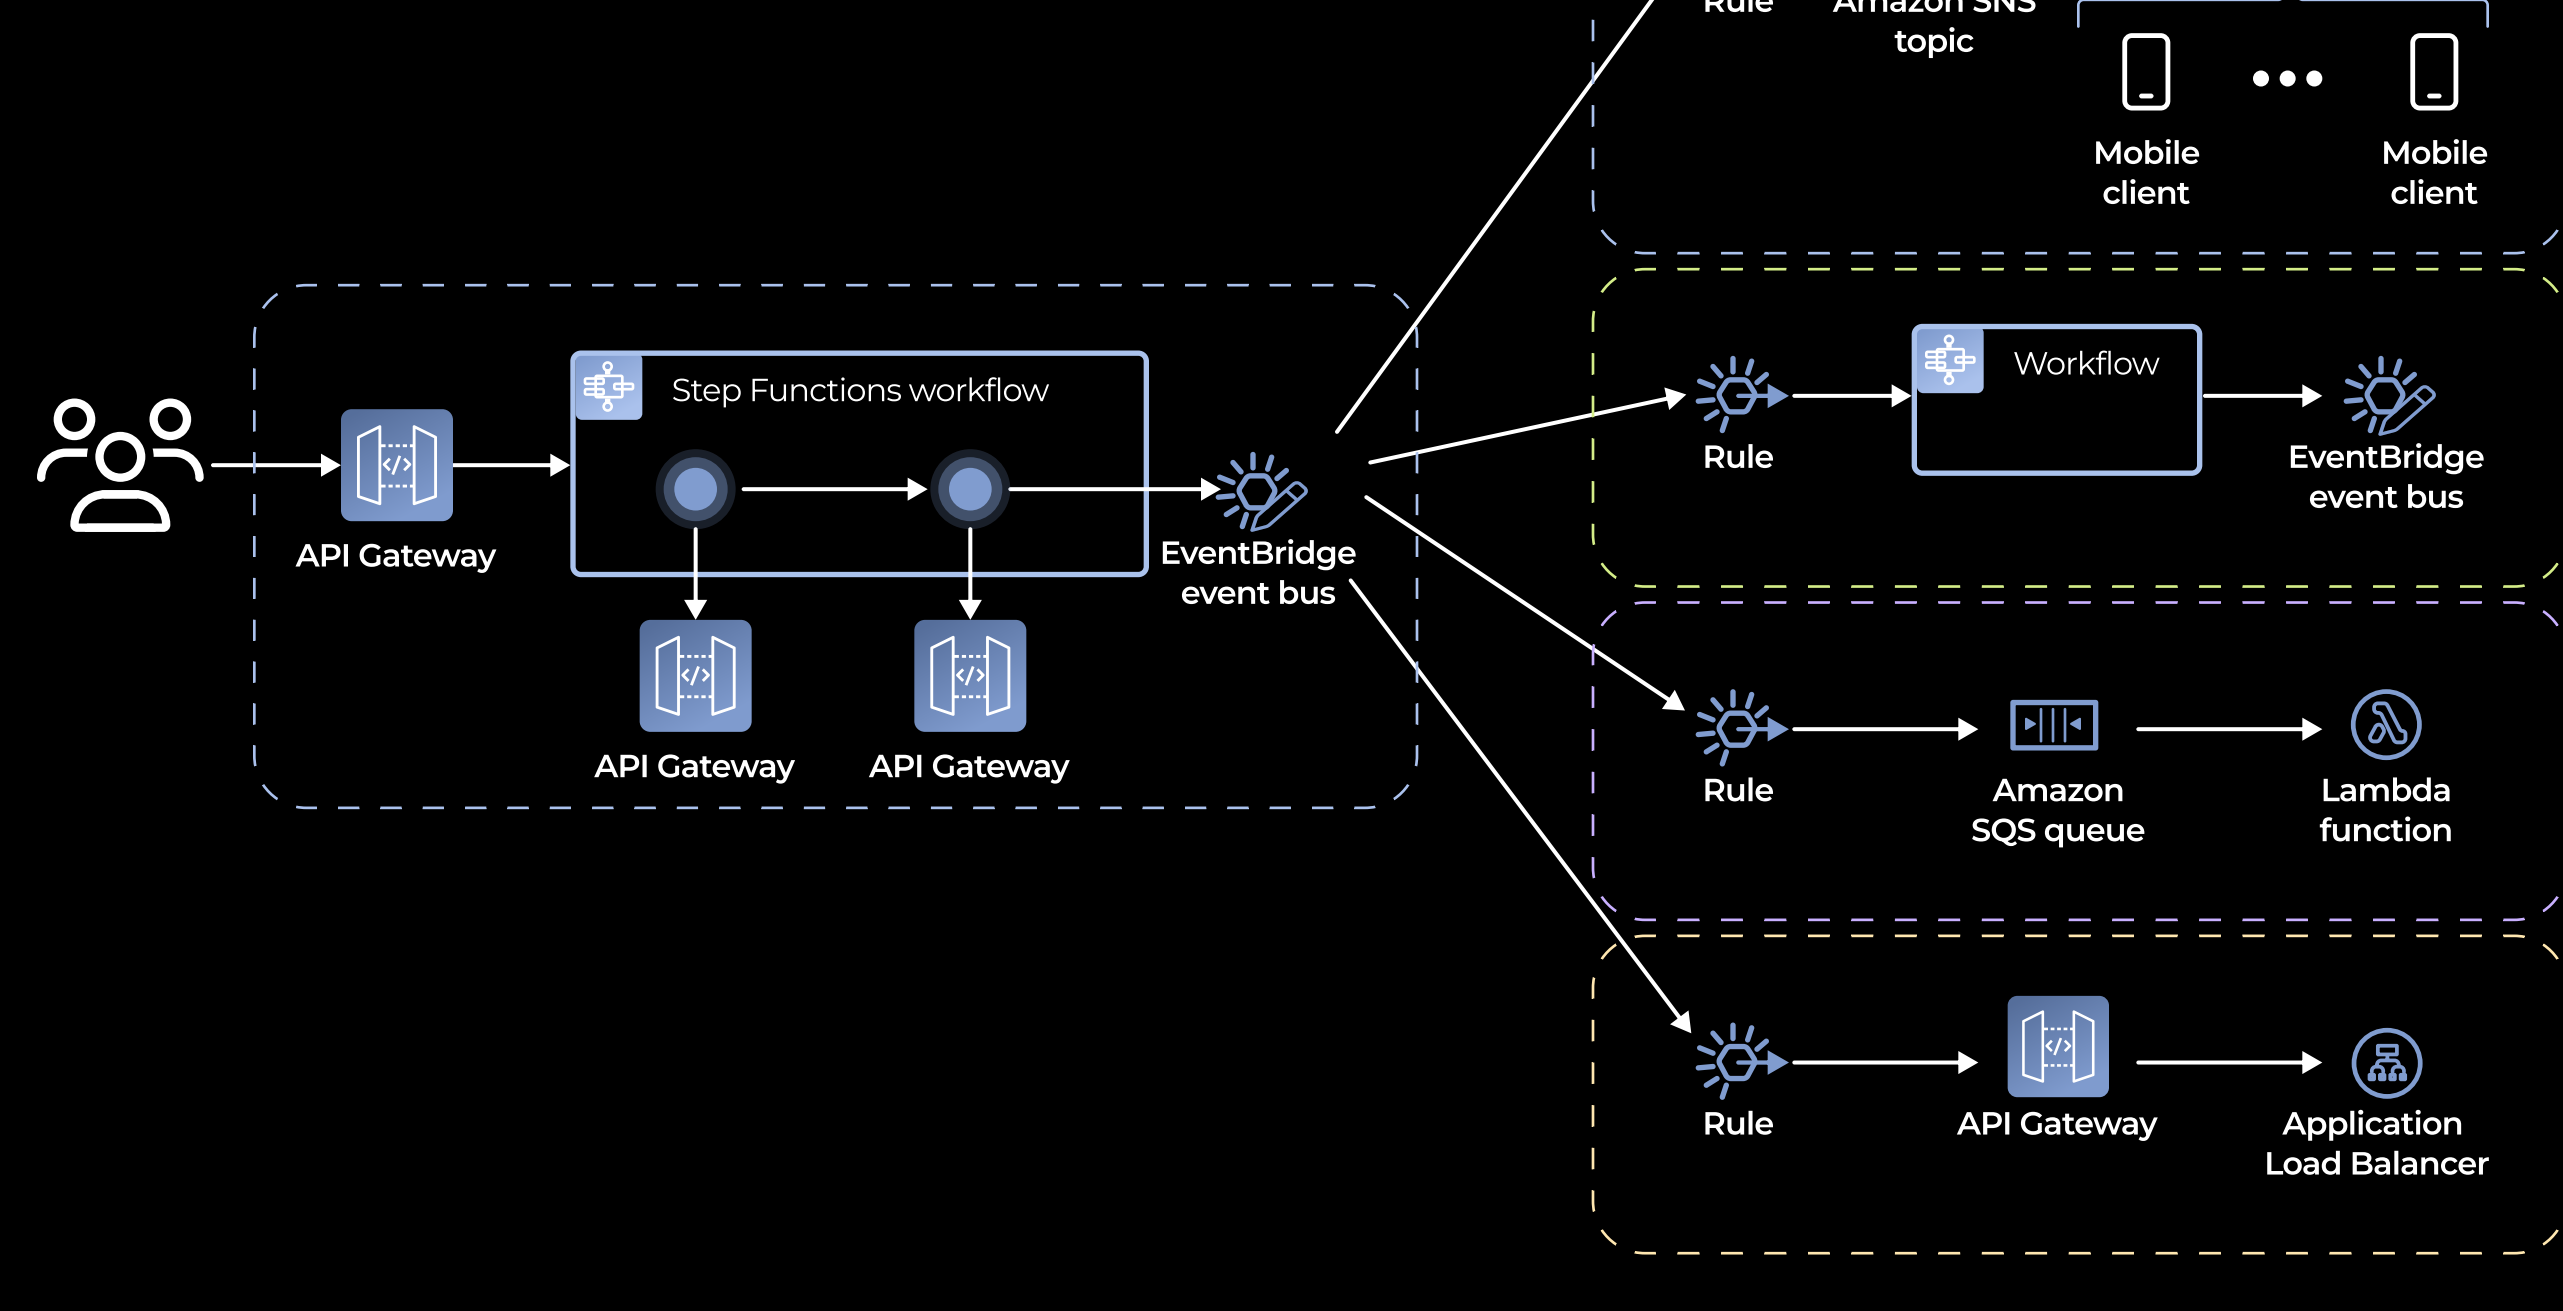 Rule
Amazon SNS
topic
Mobile
client
Mobile
client
Step Functions workflow
API Gateway
EventBridge
event bus
API Gateway
API Gateway
Workflow
Rule
EventBridge
event bus
Rule
Amazon
SQS queue
Lambda
function
Rule
API Gateway
Application
Load Balancer